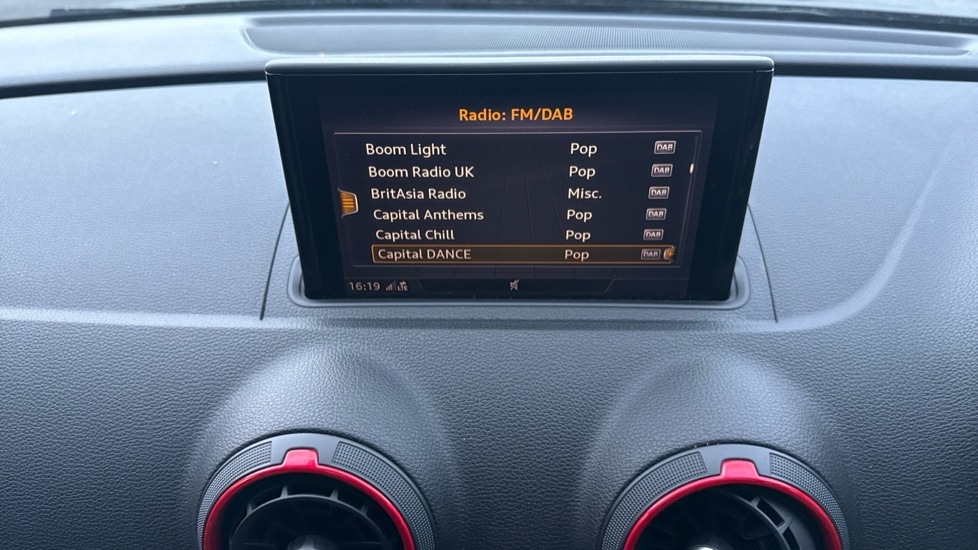 Radio: FM/DAB
Boom Light Pop DAB
Boom Radio UK Pop DAB
BritAsia Radio Misc. DAB
Capital Anthems Pop DAB
Capital Chill Pop DAB
Capital DANCE Pop DAB
16:19 LTE